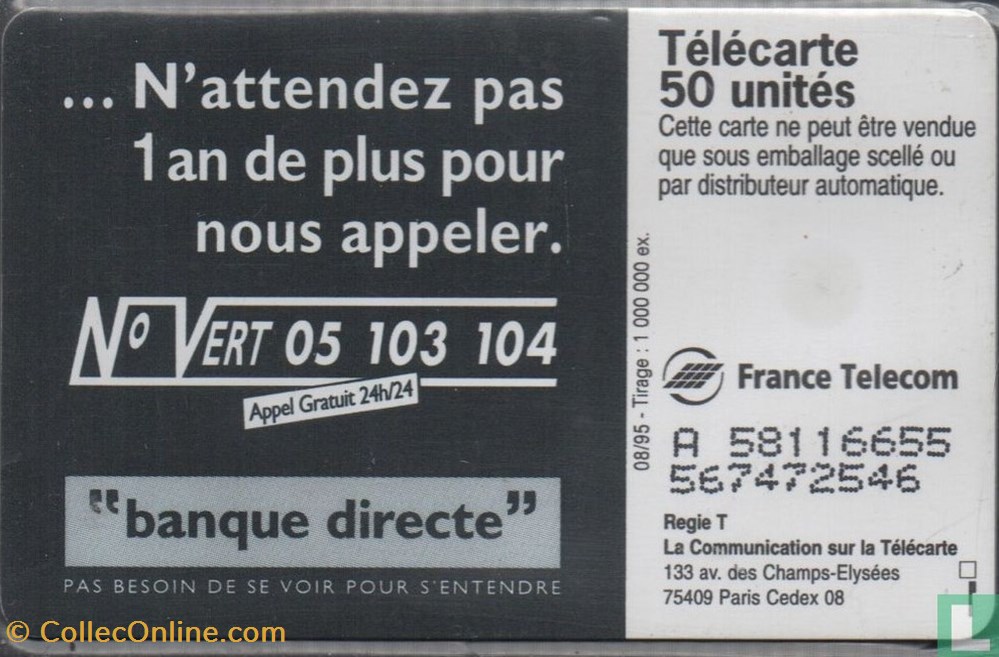 ... N'attendez pas
1 an de plus pour
nous appeler.
No VERT 05 103 104
Appel Gratuit 24h/24
"banque directe"
PAS BESOIN DE SE VOIR POUR S'ENTENDRE
Télécarte
50 unités
Cette carte ne peut être vendue
que sous emballage scellé ou
par distributeur automatique.
08/95 - Tirage : 1 000 000 ex.
France Telecom
A 58116655
567472546
Regie T
La Communication sur la Télécarte
133 av. des Champs-Elysées
75409 Paris Cedex 08
© CollecOnline.com
L